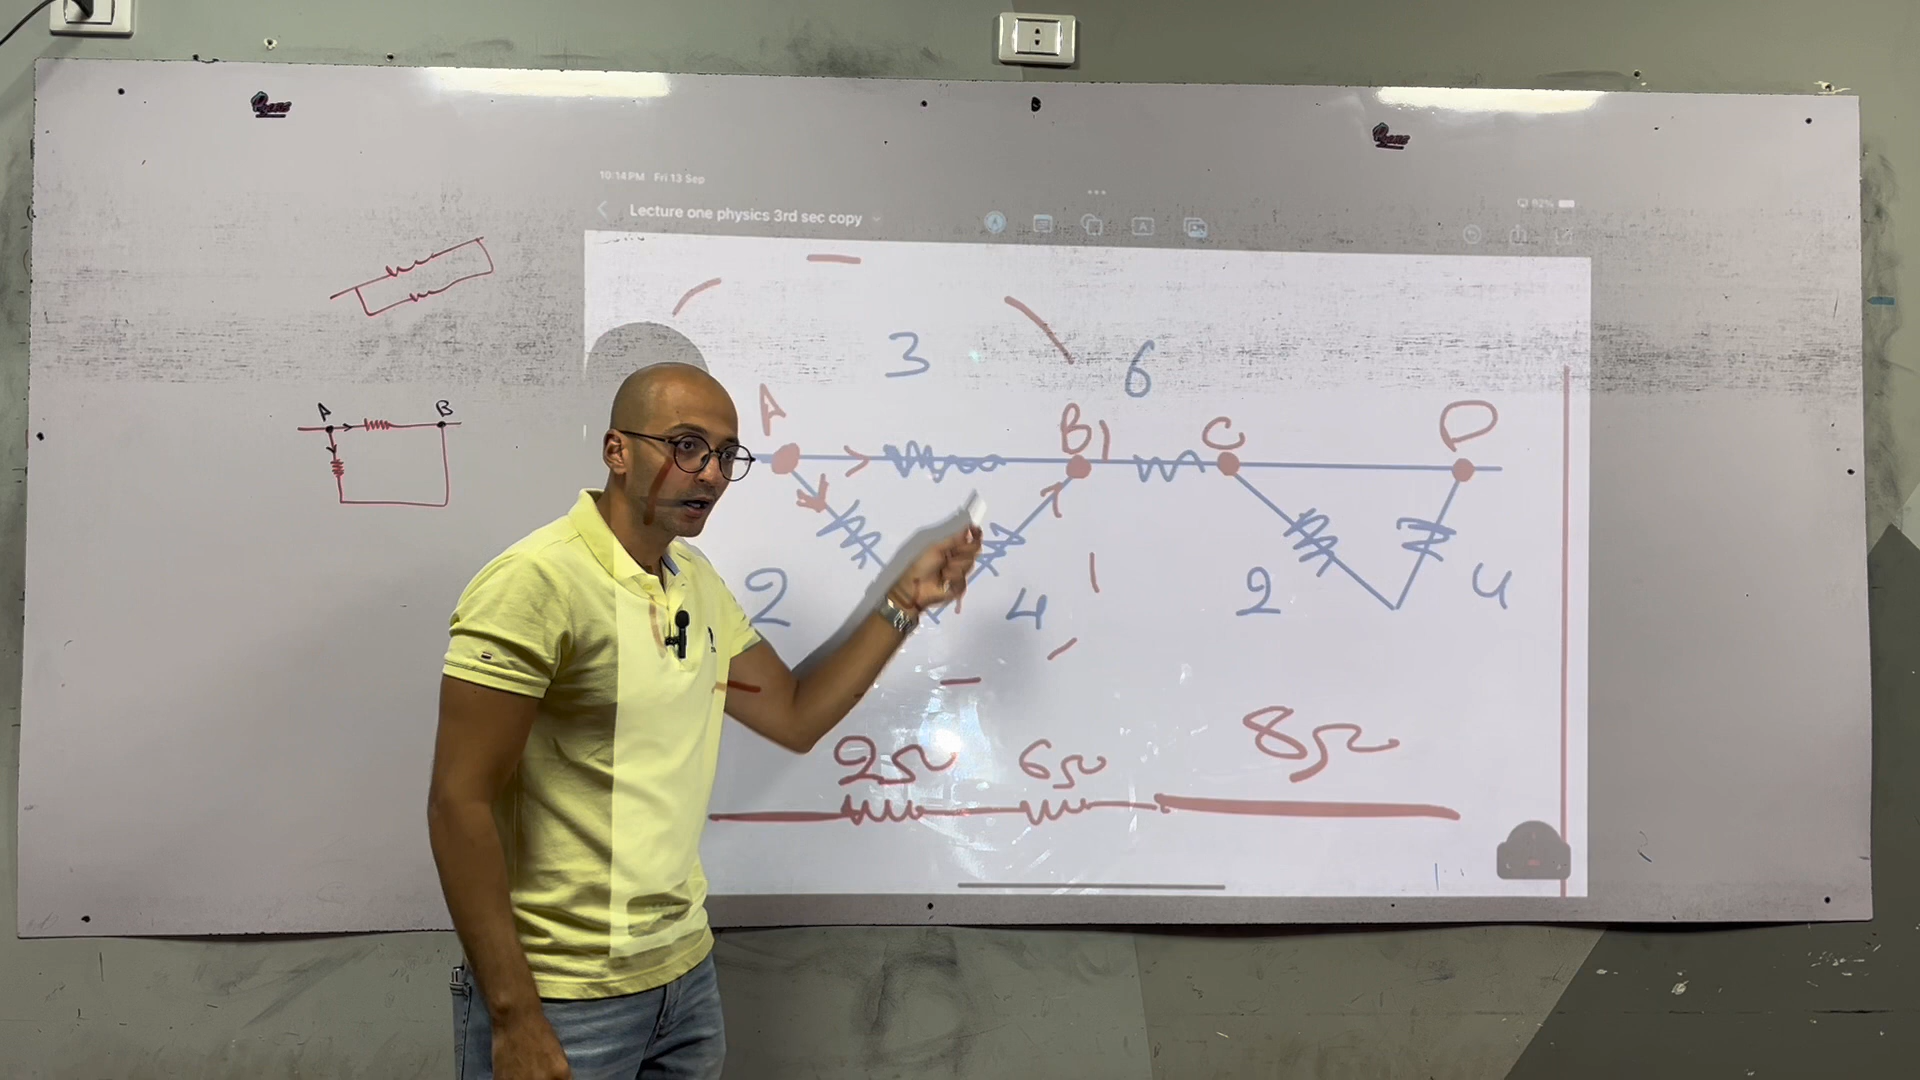 10:14 PM Fri 13 Sep
92%
Lecture one physics 3rd sec copy
A
3 6
A B
A B C D
2 4 2 4
2Ω 6Ω 8Ω